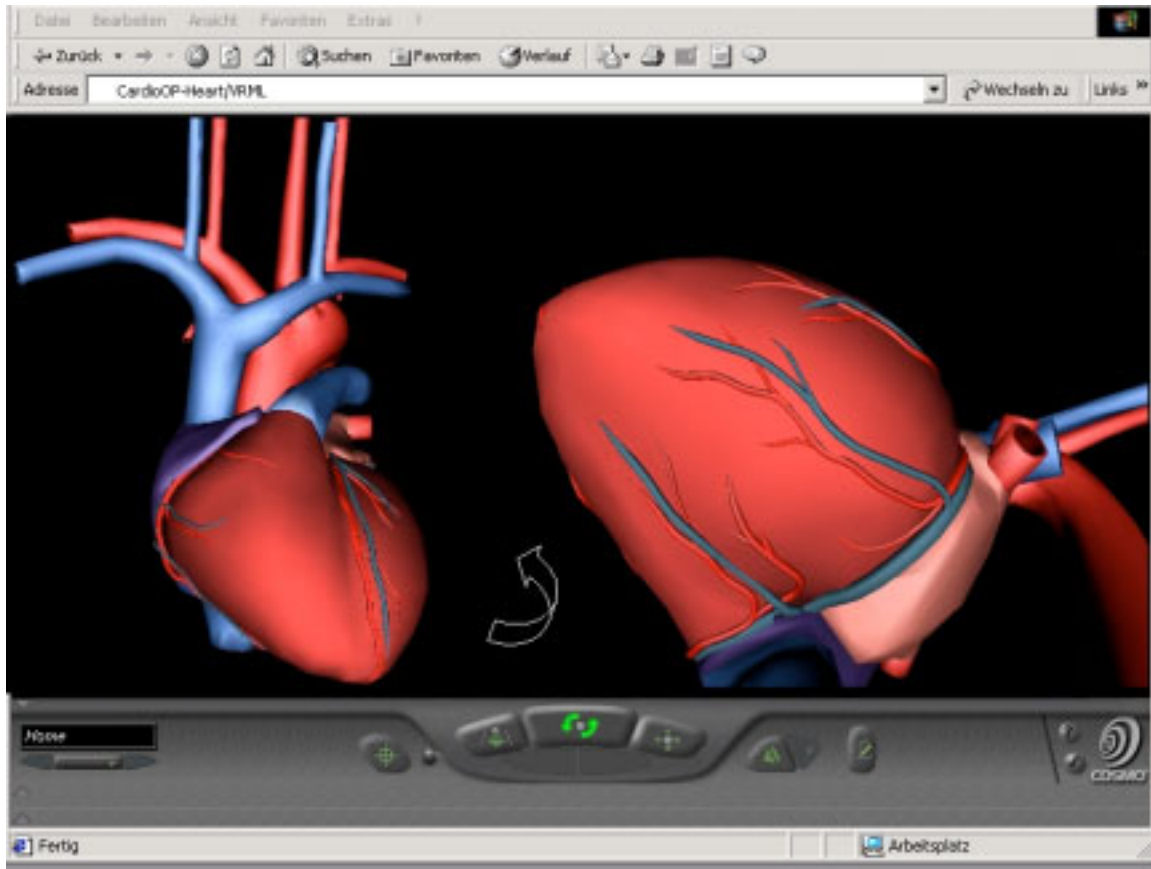 Datei Bearbeiten Ansicht Favoriten Extras ?
Zurück Suchen Favoriten Verlauf
Adresse CardioOP-Heart/VRML Wechseln zu Links »
Home
COSMO
Fertig Arbeitsplatz